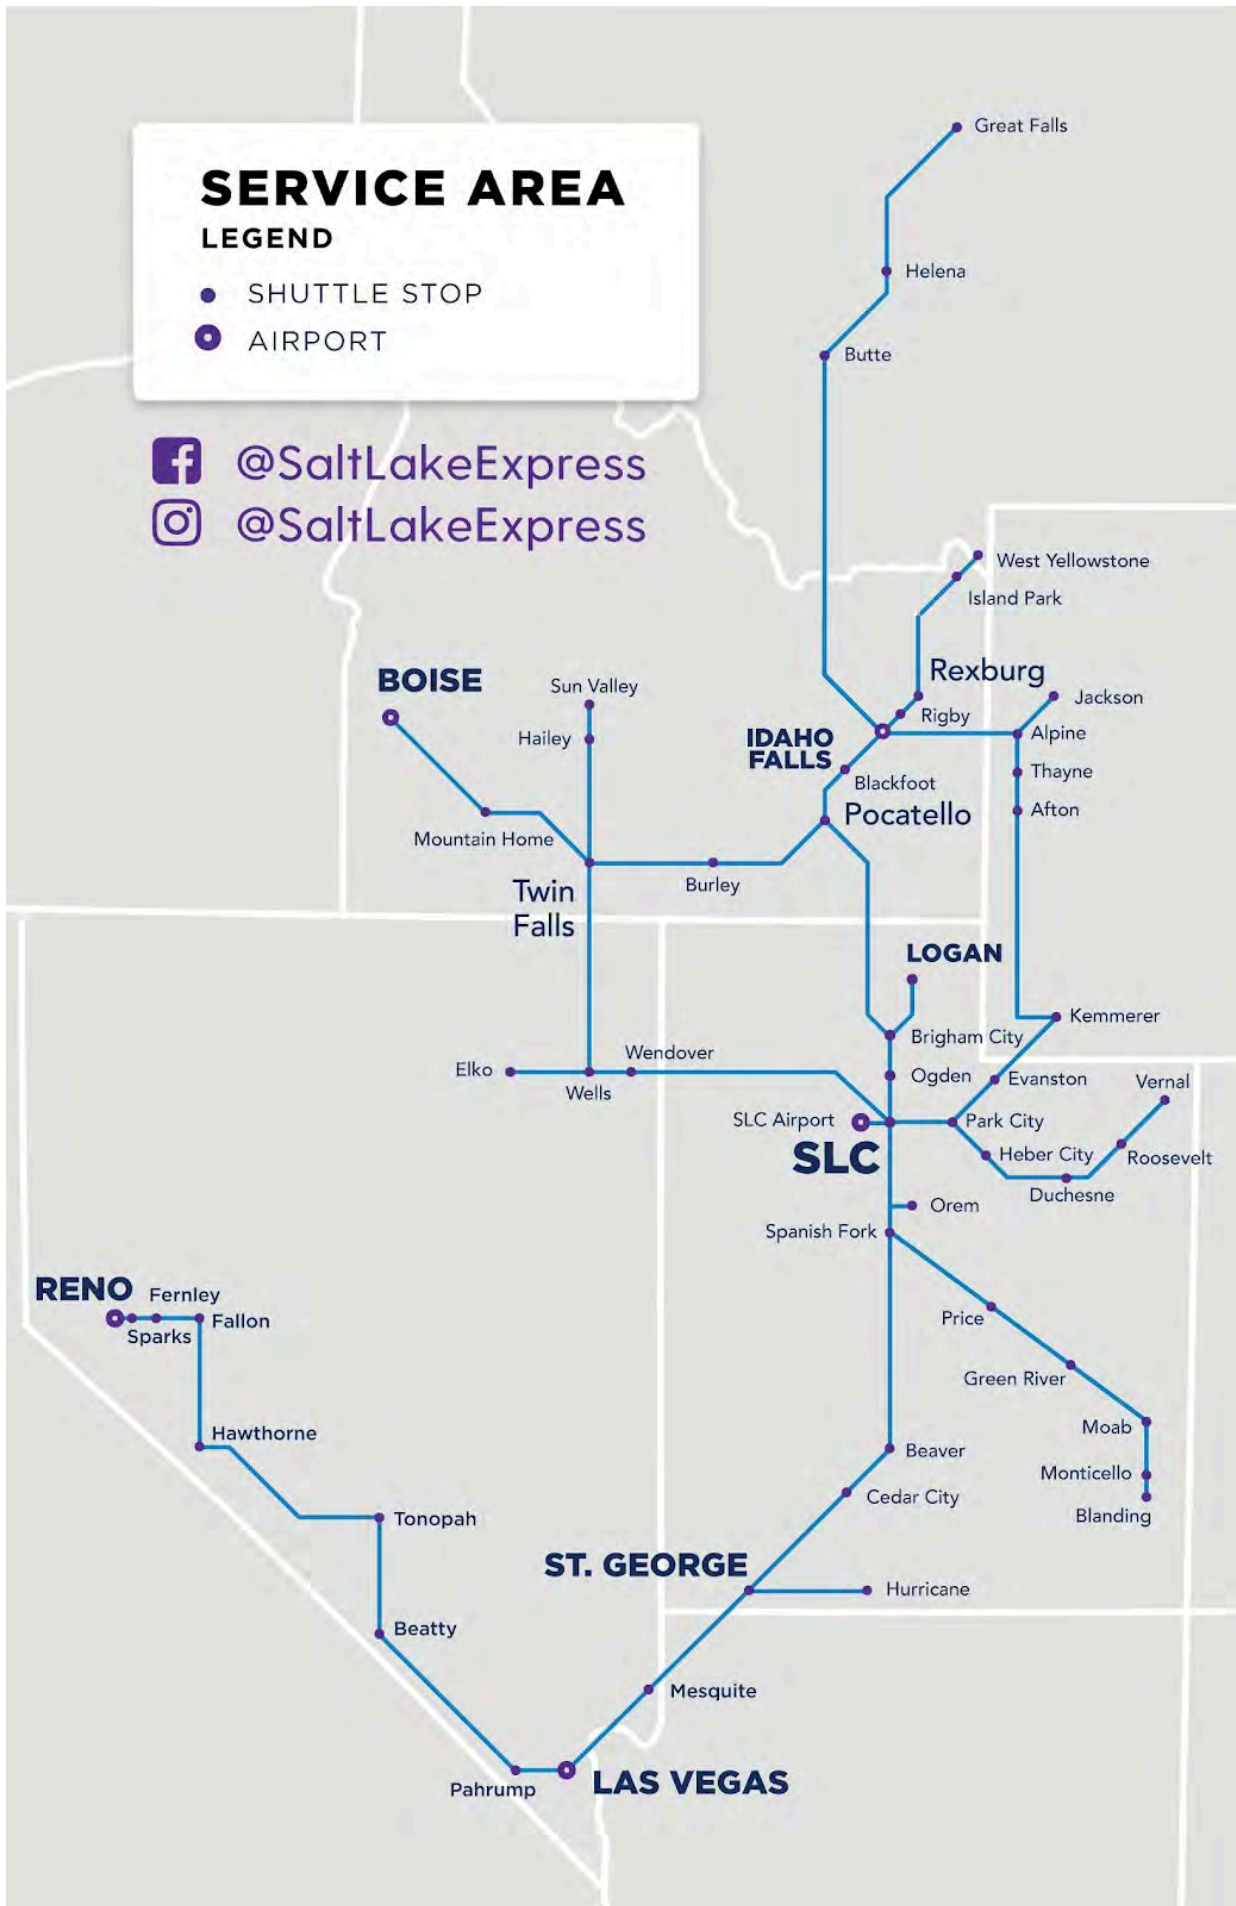 SERVICE AREA
LEGEND
SHUTTLE STOP
AIRPORT
@SaltLakeExpress
@SaltLakeExpress
Great Falls
Helena
Butte
West Yellowstone
Island Park
Rexburg
Jackson
Rigby
Alpine
IDAHO
FALLS
Thayne
Blackfoot
Afton
Pocatello
BOISE
Sun Valley
Hailey
Mountain Home
Twin
Falls
Burley
LOGAN
Kemmerer
Brigham City
Wendover
Elko
Wells
Ogden
Evanston
Vernal
SLC Airport
SLC
Park City
Heber City
Roosevelt
Duchesne
Orem
Spanish Fork
RENO
Fernley
Sparks
Fallon
Price
Green River
Hawthorne
Moab
Beaver
Monticello
Cedar City
Blanding
Tonopah
ST. GEORGE
Hurricane
Beatty
Mesquite
Pahrump
LAS VEGAS